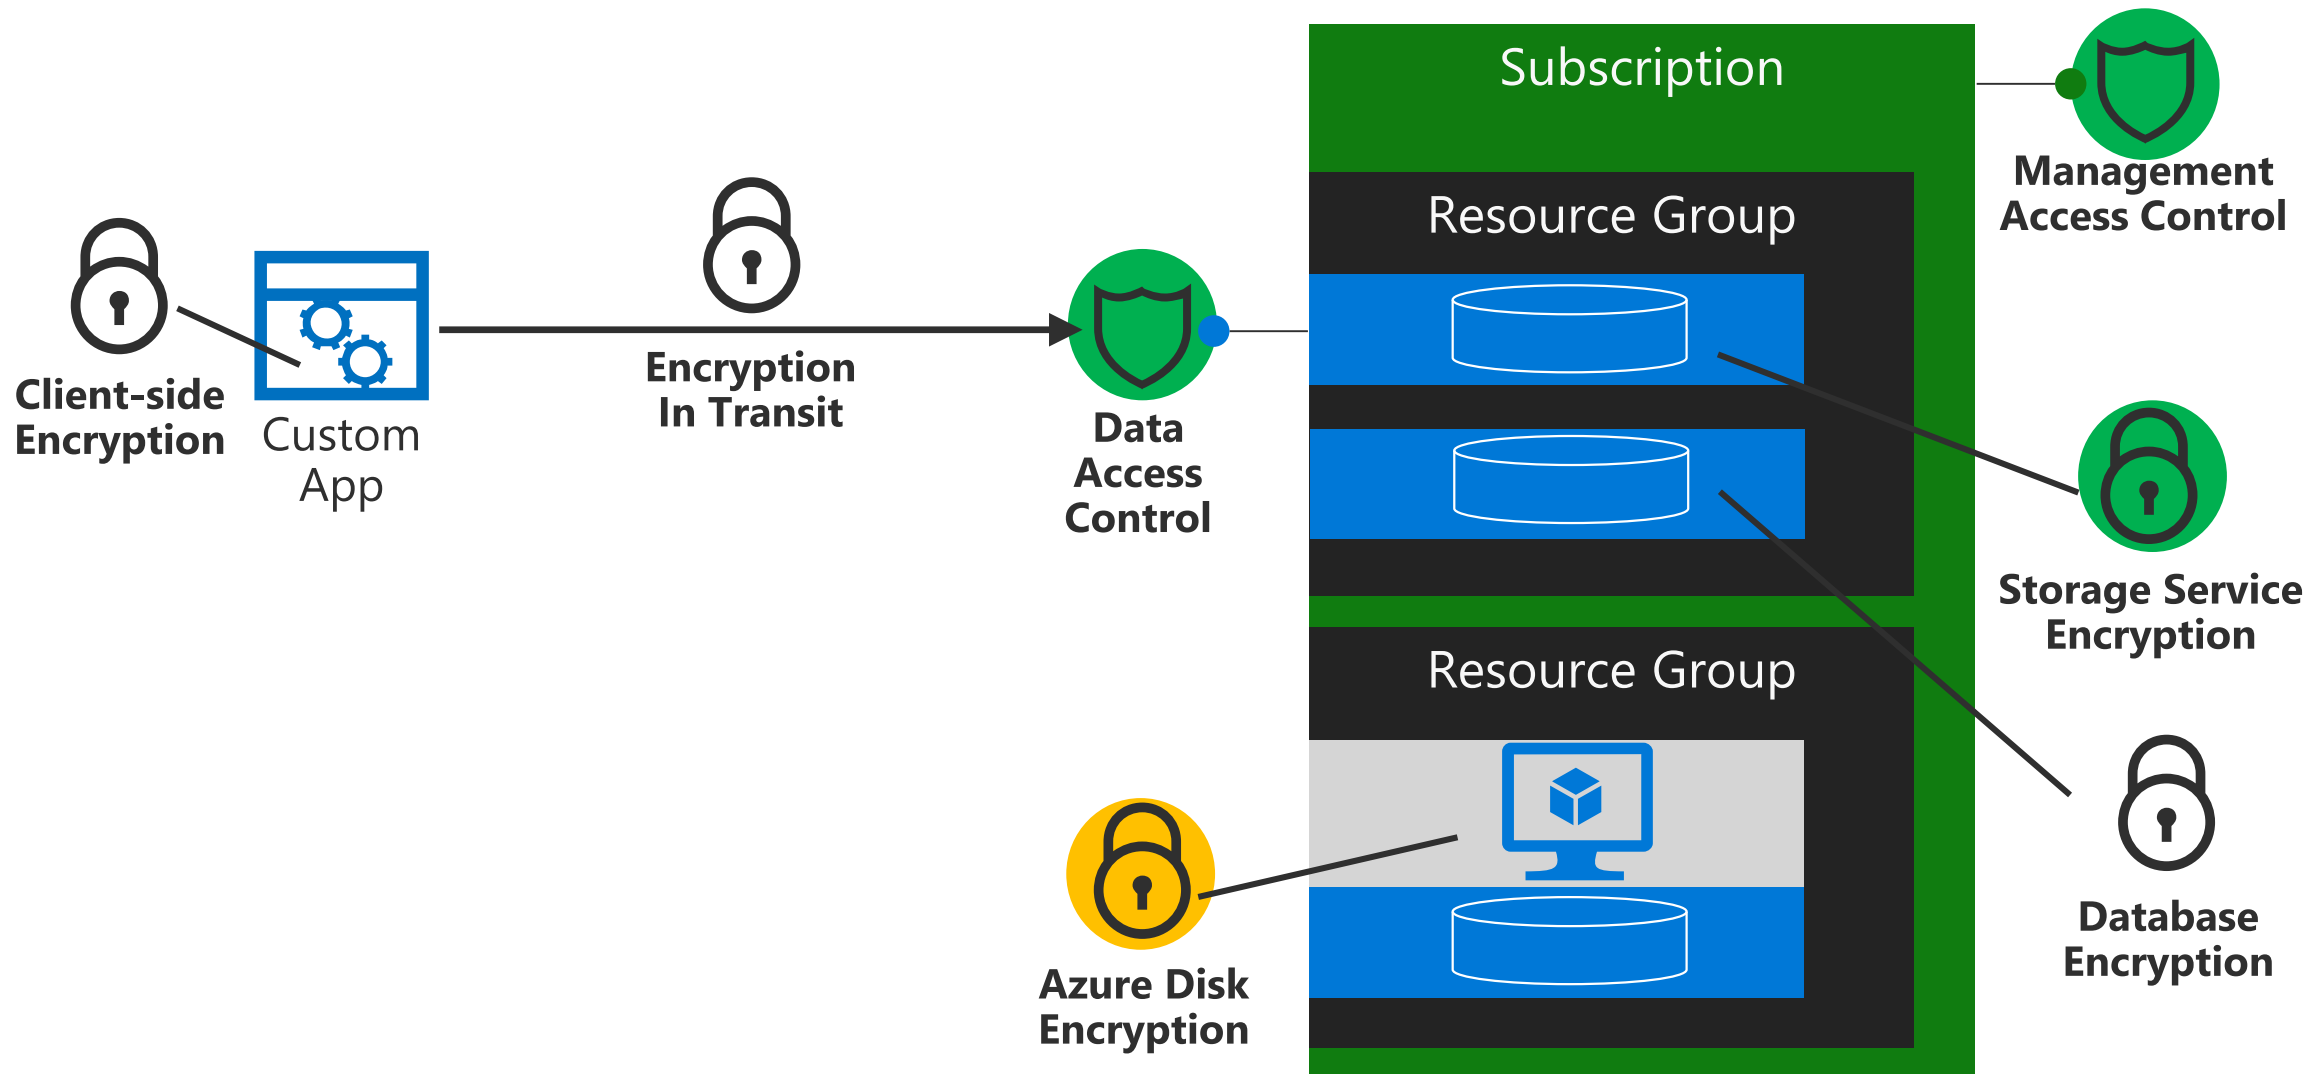 Subscription
Management
Access Control
Resource Group
Client-side
Encryption
Custom
App
Encryption
In Transit
Data
Access
Control
Storage Service
Encryption
Resource Group
Azure Disk
Encryption
Database
Encryption